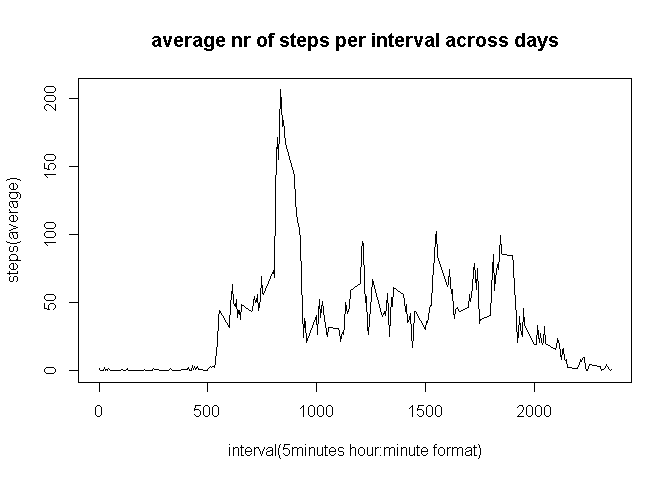 average nr of steps per interval across days
steps(average)
200
150
100
50
0
0 500 1000 1500 2000
interval(5minutes hour:minute format)